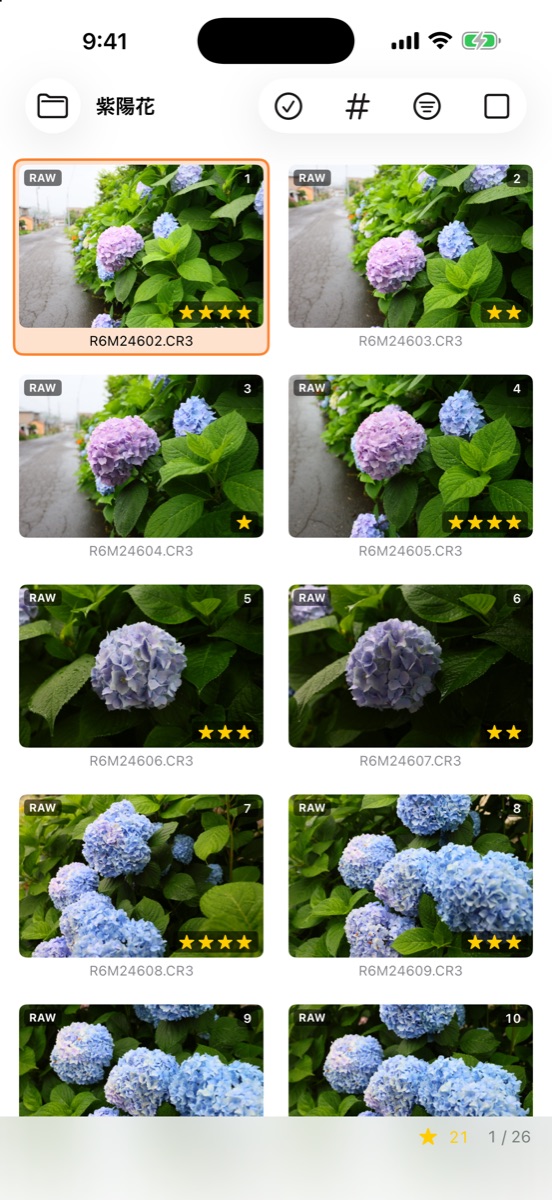 9:41
紫陽花
RAW 1
RAW 2
R6M24602.CR3
R6M24603.CR3
RAW 3
RAW 4
R6M24604.CR3
R6M24605.CR3
RAW 5
RAW 6
R6M24606.CR3
R6M24607.CR3
RAW 7
RAW 8
R6M24608.CR3
R6M24609.CR3
RAW 9
RAW 10
★ 21 1 / 26